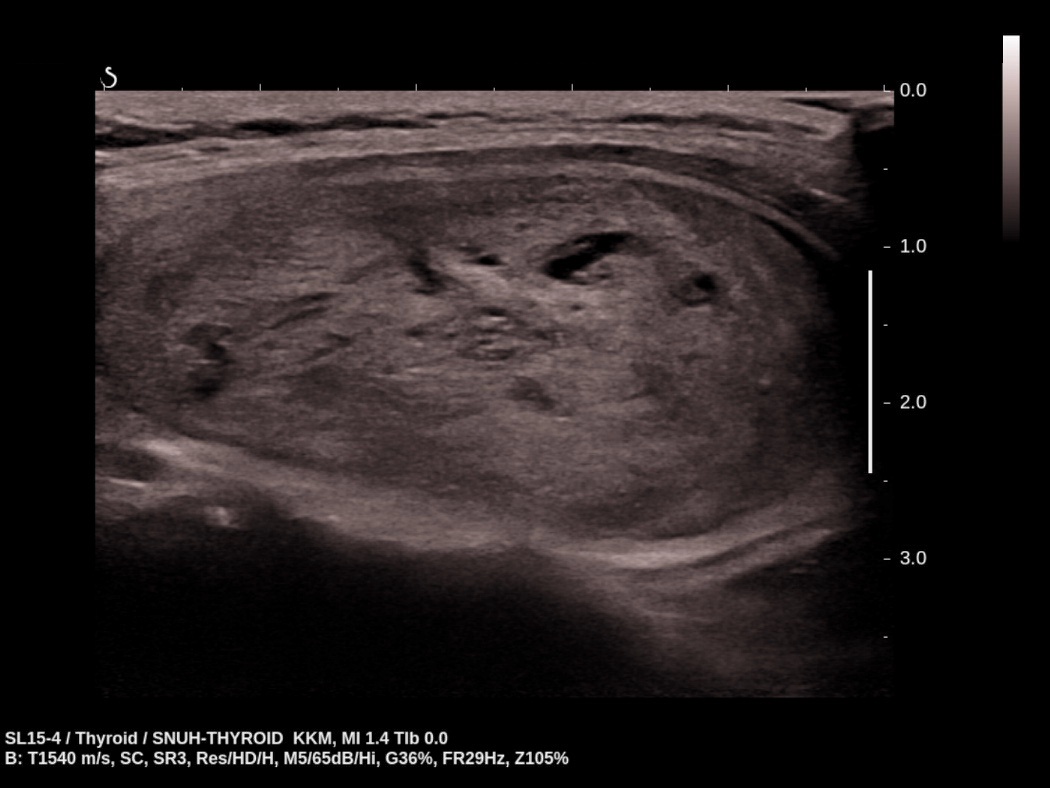 0.0
1.0
2.0
3.0
SL15-4 / Thyroid / SNUH-THYROID KKM, MI 1.4 TIb 0.0
B: T1540 m/s, SC, SR3, Res/HD/H, M5/65dB/Hi, G36%, FR29Hz, Z105%